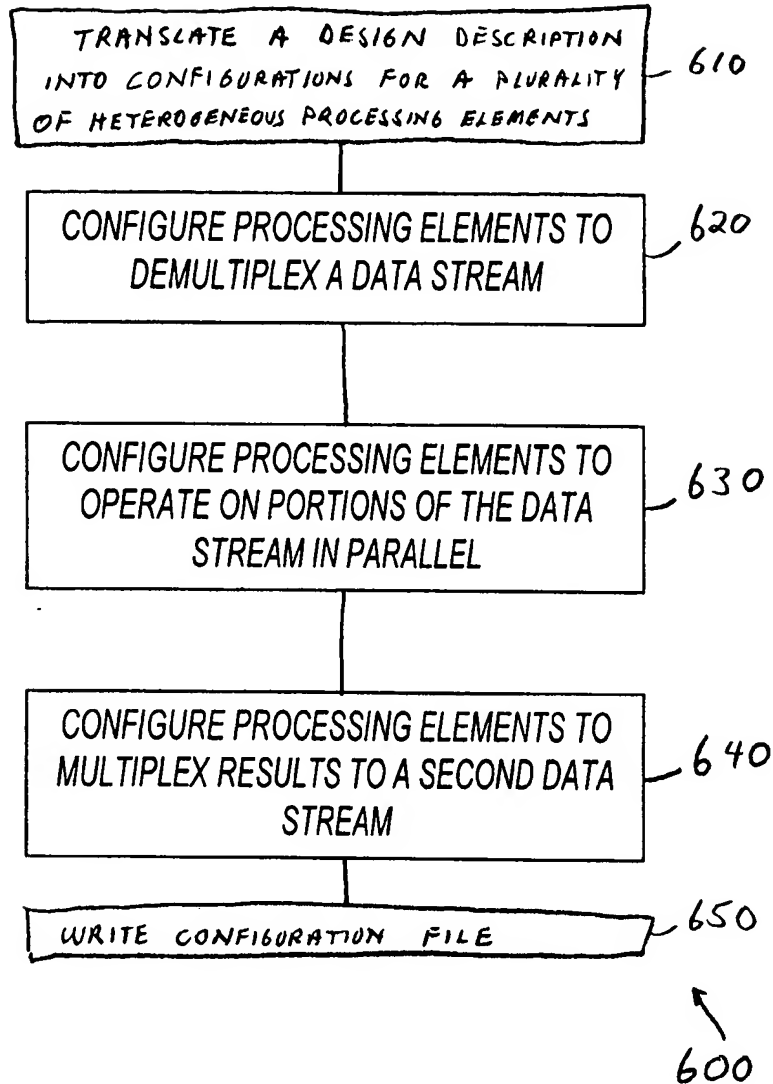 TRANSLATE A DESIGN DESCRIPTION
INTO CONFIGURATIONS FOR A PLURALITY
OF HETEROGENEOUS PROCESSING ELEMENTS
610
CONFIGURE PROCESSING ELEMENTS TO
DEMULTIPLEX A DATA STREAM
620
CONFIGURE PROCESSING ELEMENTS TO
OPERATE ON PORTIONS OF THE DATA
STREAM IN PARALLEL
630
CONFIGURE PROCESSING ELEMENTS TO
MULTIPLEX RESULTS TO A SECOND DATA
STREAM
640
WRITE CONFIGURATION FILE
650
600